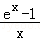 e^x - 1
x